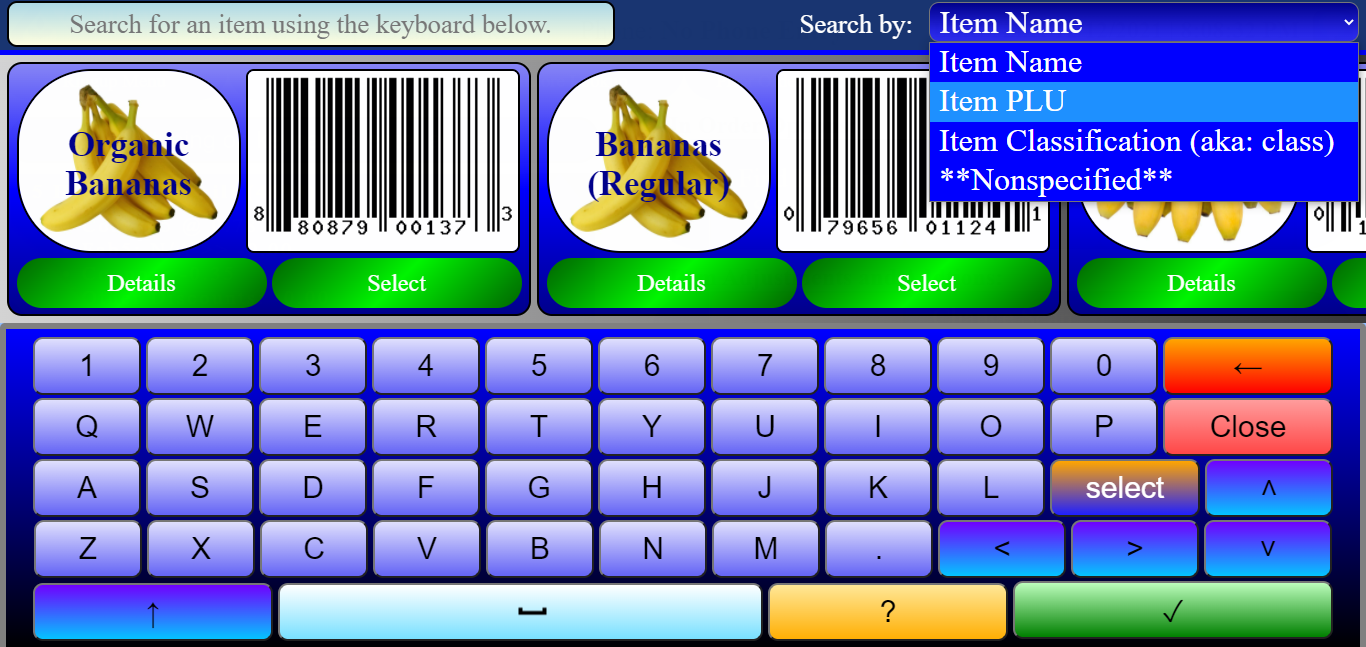 Search for an item using the keyboard below.
Search by:
Item Name
Item Name
Item PLU
Item Classification (aka: class)
**Nonspecified**
Organic
Bananas
8 80879 00137 3
Details
Select
Bananas
(Regular)
0 79656 01124 1
Details
Select
0 1
Details
1 2 3 4 5 6 7 8 9 0 ←
Q W E R T Y U I O P Close
A S D F G H J K L select ^
Z X C V B N M . < > v
↑ ⎵ ? ✓